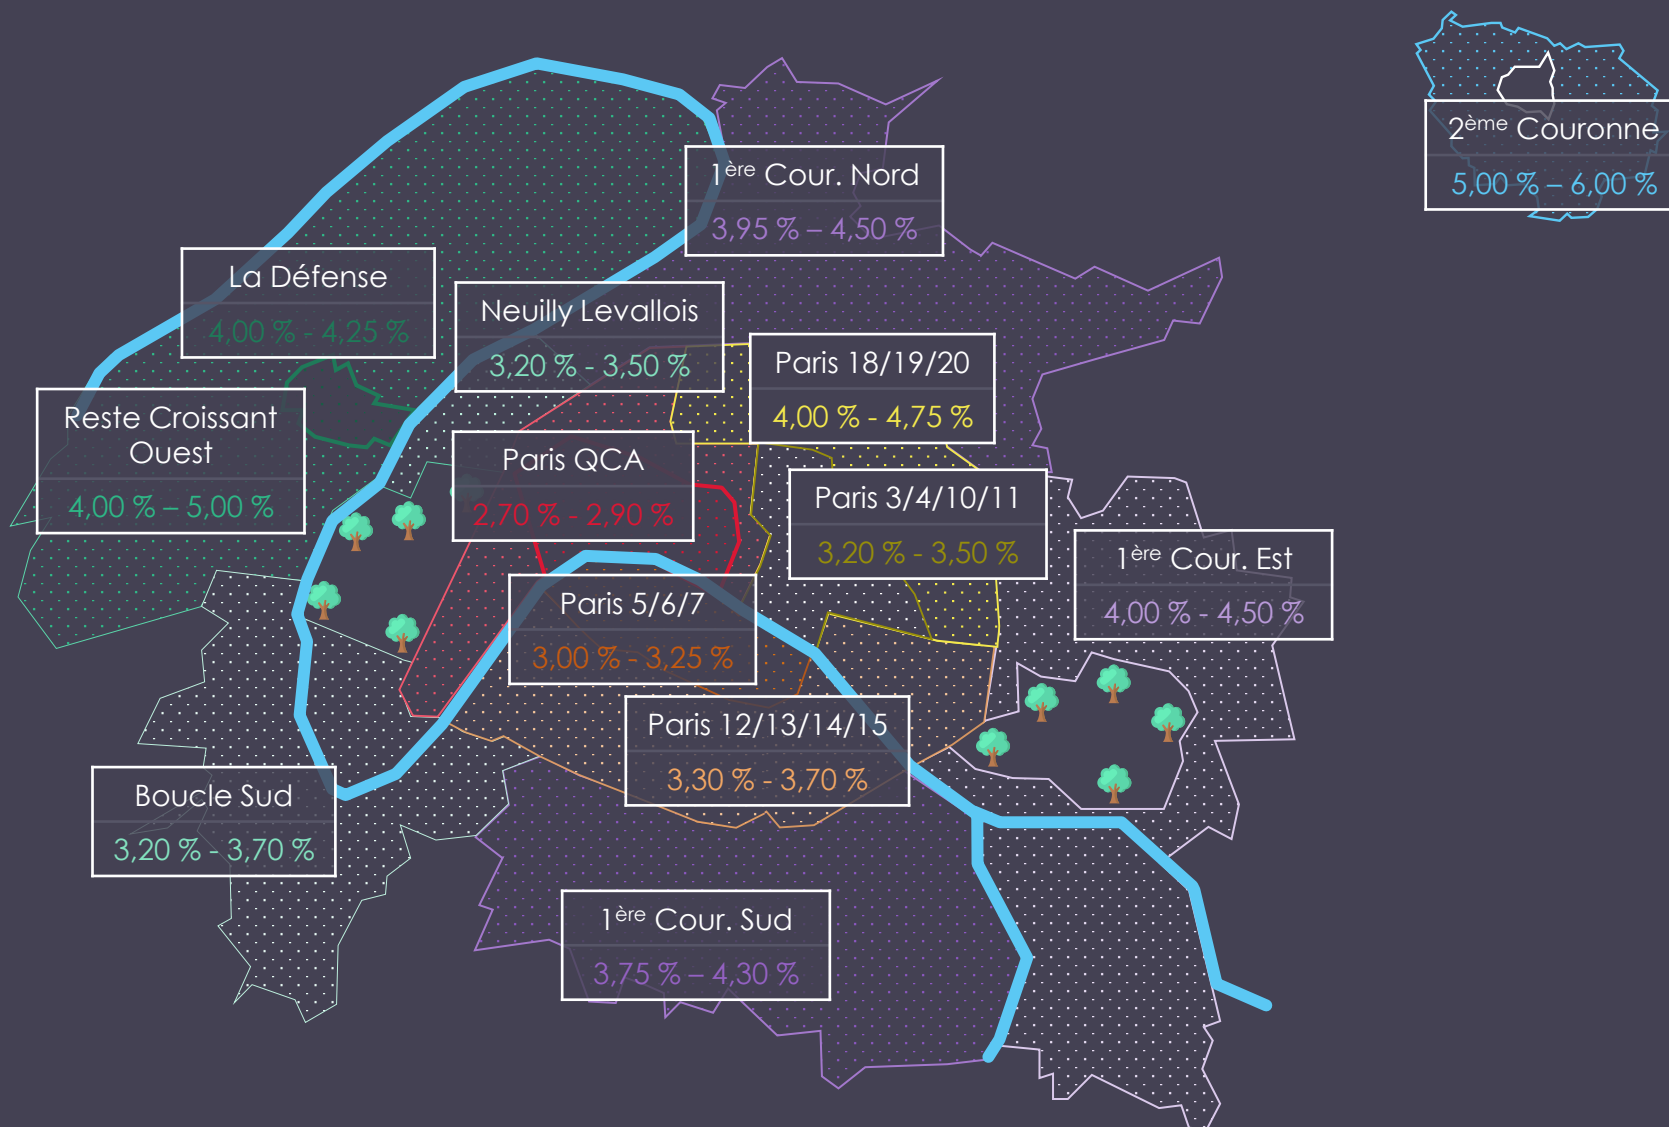 2ème Couronne
5,00 % – 6,00 %
1ère Cour. Nord
3,95 % – 4,50 %
La Défense
4,00 % - 4,25 %
Neuilly Levallois
3,20 % - 3,50 %
Paris 18/19/20
4,00 % - 4,75 %
Reste Croissant
Ouest
4,00 % – 5,00 %
Paris QCA
2,70 % - 2,90 %
Paris 3/4/10/11
3,20 % - 3,50 %
1ère Cour. Est
4,00 % - 4,50 %
Paris 5/6/7
3,00 % - 3,25 %
Paris 12/13/14/15
3,30 % - 3,70 %
Boucle Sud
3,20 % - 3,70 %
1ère Cour. Sud
3,75 % – 4,30 %